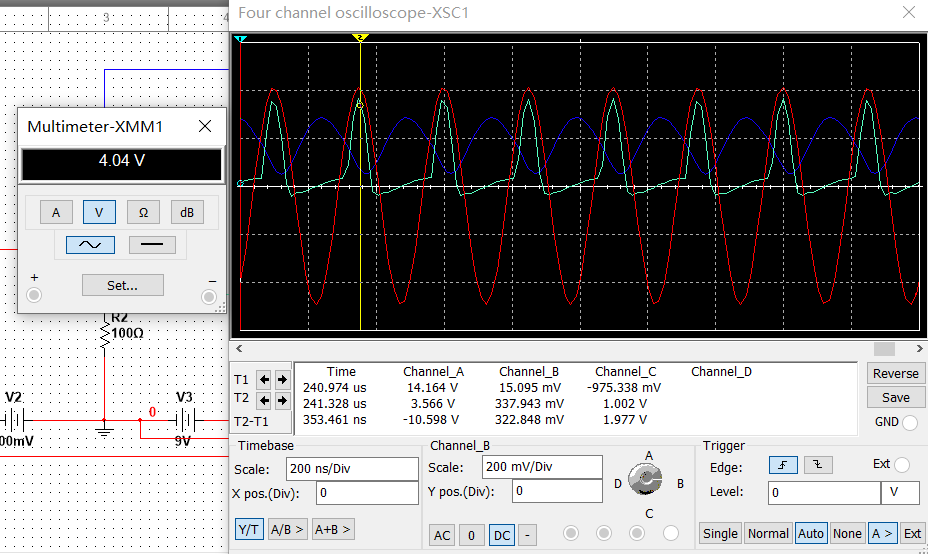 3
4
Four channel oscilloscope-XSC1
1
2
Multimeter-XMM1
4.04 V
A V Ω dB
+ –
Set...
R2
100Ω
V2
00mV
0
V3
9V
T1
T2
T2-T1
Time Channel_A Channel_B Channel_C Channel_D
240.974 us 14.164 V 15.095 mV -975.338 mV
241.328 us 3.566 V 337.943 mV 1.002 V
353.461 ns -10.598 V 322.848 mV 1.977 V
Reverse
Save
GND
Timebase
Scale: 200 ns/Div
X pos.(Div): 0
Y/T A/B > A+B >
Channel_B
Scale: 200 mV/Div
Y pos.(Div): 0
AC 0 DC -
A
D B
C
Trigger
Edge: Ext
Level: 0 V
Single Normal Auto None A > Ext